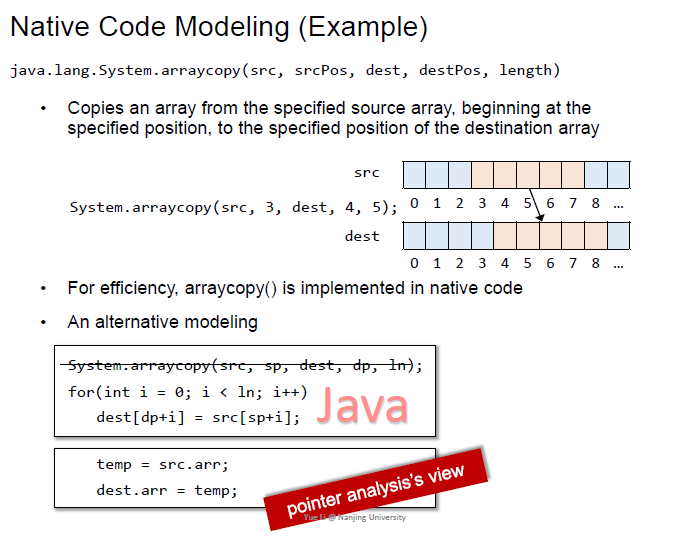 Native Code Modeling (Example)
java.lang.System.arraycopy(src, srcPos, dest, destPos, length)
• Copies an array from the specified source array, beginning at the
specified position, to the specified position of the destination array
src
System.arraycopy(src, 3, dest, 4, 5);
0 1 2 3 4 5 6 7 8 ...
dest
0 1 2 3 4 5 6 7 8 ...
• For efficiency, arraycopy() is implemented in native code
• An alternative modeling
System.arraycopy(src, sp, dest, dp, ln);
for(int i = 0; i < ln; i++)
dest[dp+i] = src[sp+i];
Java
temp = src.arr;
dest.arr = temp;
pointer analysis's view
Yue Li @ Nanjing University